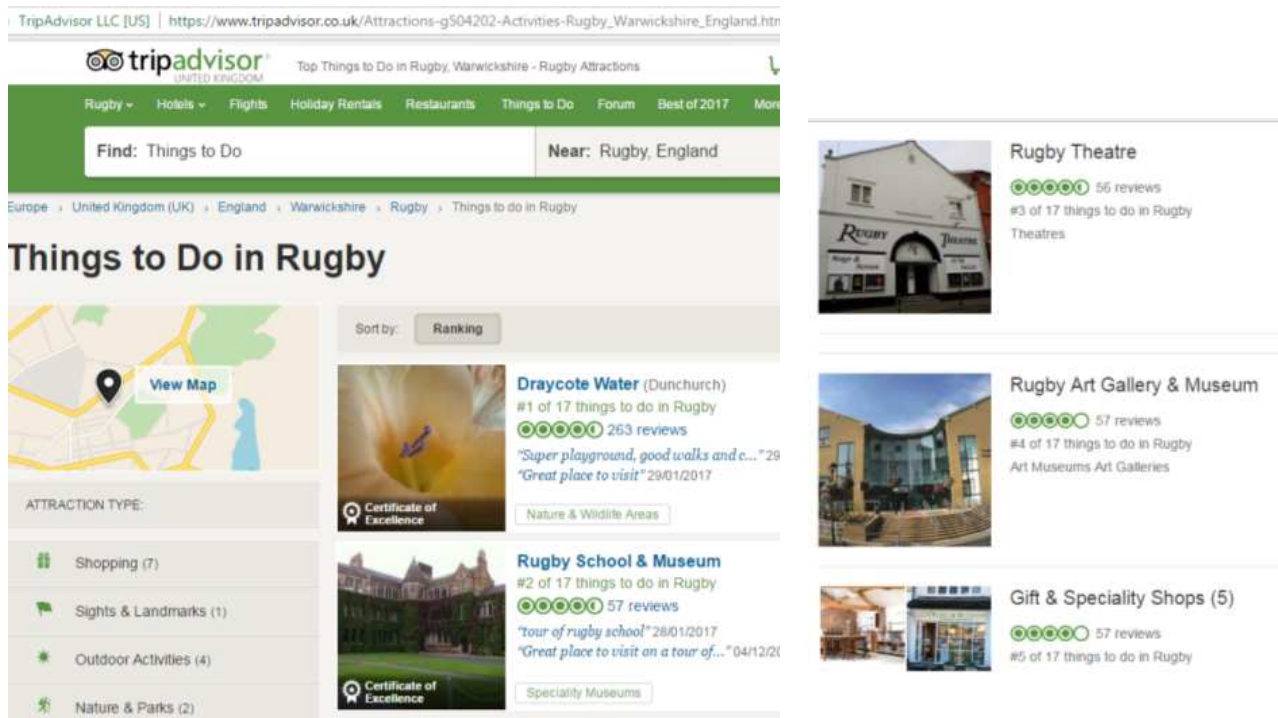 TripAdvisor LLC [US] | https://www.tripadvisor.co.uk/Attractions-g504202-Activities-Rugby_Warwickshire_England.htm
tripadvisor
UNITED KINGDOM
Top Things to Do in Rugby, Warwickshire - Rugby Attractions
Rugby Hotels Flights Holiday Rentals Restaurants Things to Do Forum Best of 2017 More
Find: Things to Do
Near: Rugby, England
Europe › United Kingdom (UK) › England › Warwickshire › Rugby › Things to do in Rugby
Things to Do in Rugby
View Map
ATTRACTION TYPE:
Shopping (7)
Sights & Landmarks (1)
Outdoor Activities (4)
Nature & Parks (2)
Sort by: Ranking
Certificate of
Excellence
Draycote Water (Dunchurch)
#1 of 17 things to do in Rugby
263 reviews
"Super playground, good walks and c..." 29
"Great place to visit" 29/01/2017
Nature & Wildlife Areas
Certificate of
Excellence
Rugby School & Museum
#2 of 17 things to do in Rugby
57 reviews
"tour of rugby school" 28/01/2017
"Great place to visit on a tour of..." 04/12/20
Speciality Museums
RUGBY THEATRE
Rugby Theatre
56 reviews
#3 of 17 things to do in Rugby
Theatres
Rugby Art Gallery & Museum
57 reviews
#4 of 17 things to do in Rugby
Art Museums Art Galleries
Gift & Speciality Shops (5)
57 reviews
#5 of 17 things to do in Rugby